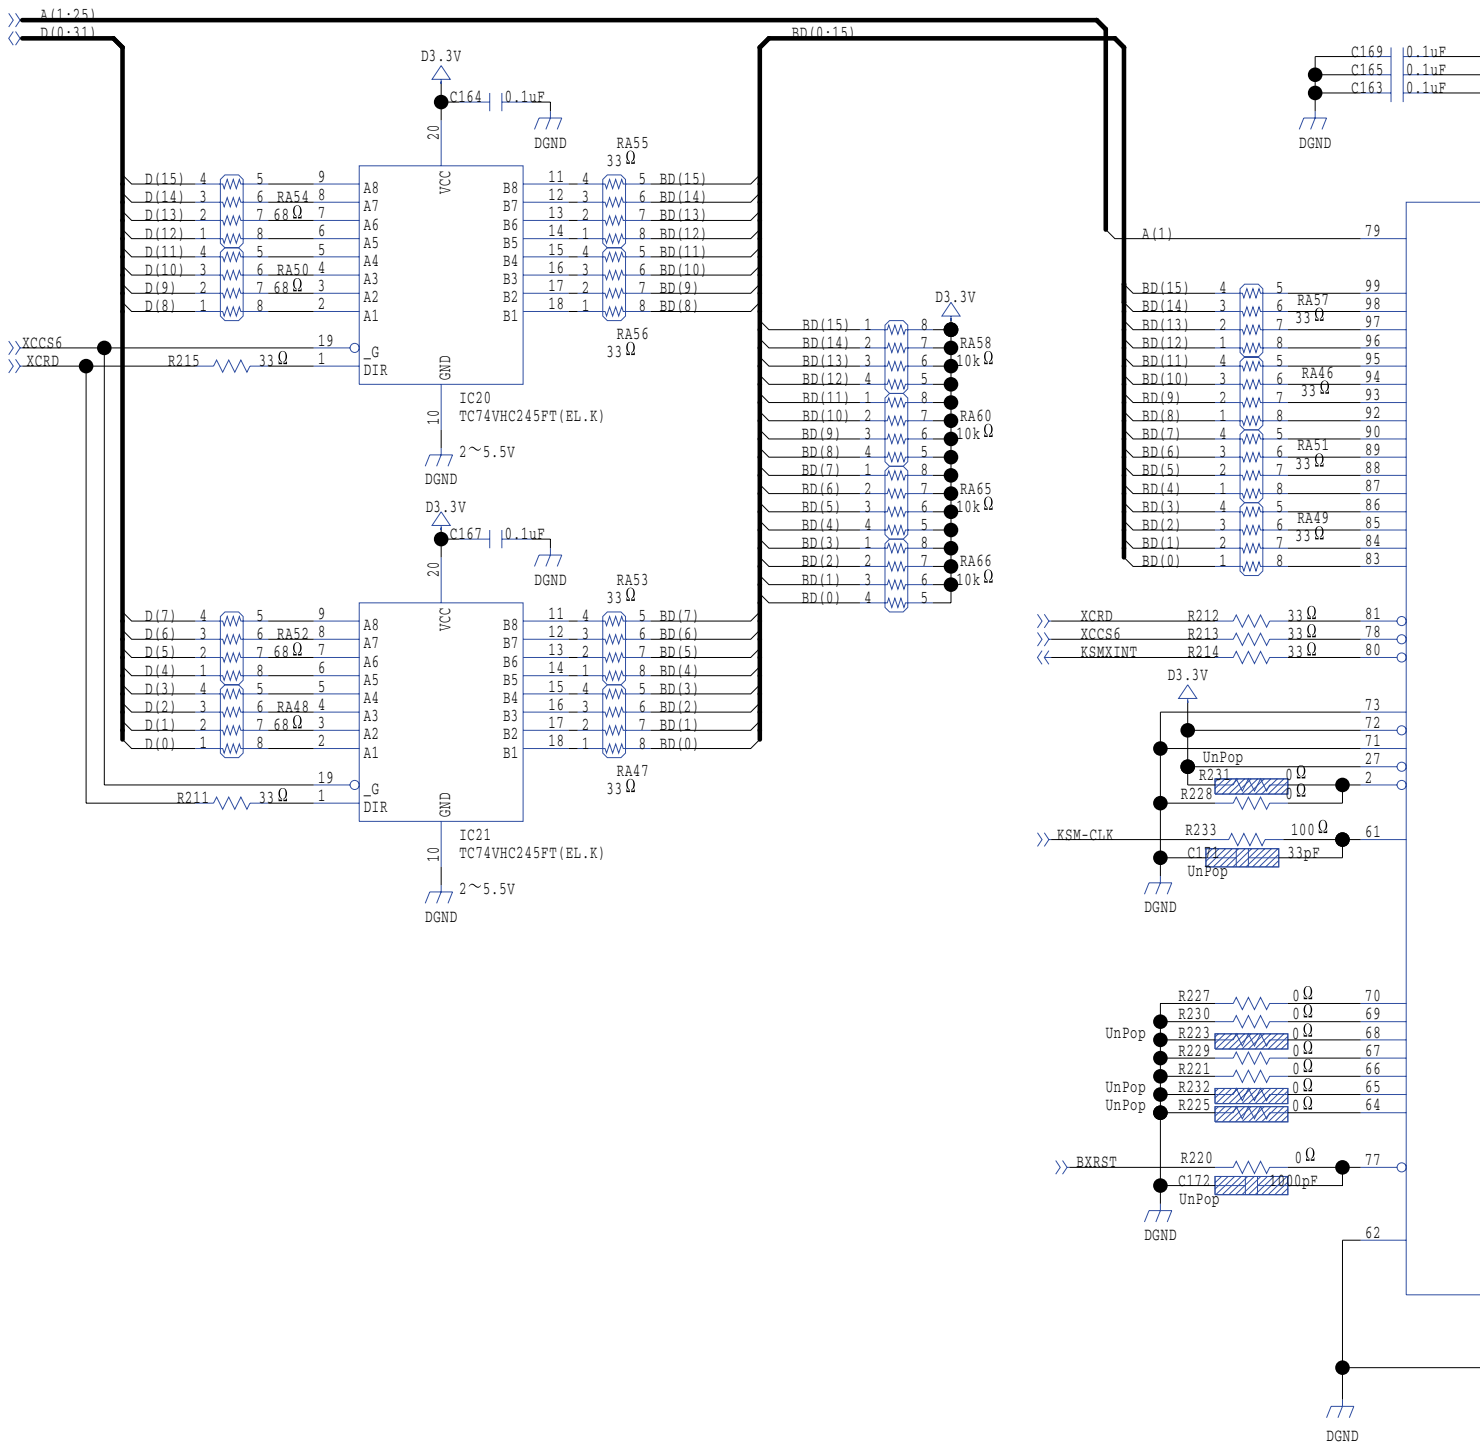 A(1:25)
D(0:31)
BD(0:15)
D3.3V
C164 0.1uF
20
DGND
C169 0.1uF
C165 0.1uF
C163 0.1uF
DGND
RA55
33Ω
VCC
D(15) 4 5 9 A8 B8 11 4 5 BD(15)
D(14) 3 6 RA54 8 A7 B7 12 3 6 BD(14)
D(13) 2 7 68Ω 7 A6 B6 13 2 7 BD(13)
D(12) 1 8 6 A5 B5 14 1 8 BD(12)
D(11) 4 5 5 A4 B4 15 4 5 BD(11)
D(10) 3 6 RA50 4 A3 B3 16 3 6 BD(10)
D(9) 2 7 68Ω 3 A2 B2 17 2 7 BD(9)
D(8) 1 8 2 A1 B1 18 1 8 BD(8)
RA56
33Ω
XCCS6 19 _G
XCRD R215 33Ω 1 DIR
GND
10
IC20
TC74VHC245FT(EL.K)
2～5.5V
DGND
D3.3V
C167 0.1uF
20
DGND
RA53
33Ω
VCC
D(7) 4 5 9 A8 B8 11 4 5 BD(7)
D(6) 3 6 RA52 8 A7 B7 12 3 6 BD(6)
D(5) 2 7 68Ω 7 A6 B6 13 2 7 BD(5)
D(4) 1 8 6 A5 B5 14 1 8 BD(4)
D(3) 4 5 5 A4 B4 15 4 5 BD(3)
D(2) 3 6 RA48 4 A3 B3 16 3 6 BD(2)
D(1) 2 7 68Ω 3 A2 B2 17 2 7 BD(1)
D(0) 1 8 2 A1 B1 18 1 8 BD(0)
RA47
33Ω
19 _G
R211 33Ω 1 DIR
GND
10
IC21
TC74VHC245FT(EL.K)
2～5.5V
DGND
D3.3V
BD(15) 1 8
BD(14) 2 7 RA58
BD(13) 3 6 10kΩ
BD(12) 4 5
BD(11) 1 8
BD(10) 2 7 RA60
BD(9) 3 6 10kΩ
BD(8) 4 5
BD(7) 1 8
BD(6) 2 7 RA65
BD(5) 3 6 10kΩ
BD(4) 4 5
BD(3) 1 8
BD(2) 2 7 RA66
BD(1) 3 6 10kΩ
BD(0) 4 5
A(1) 79
BD(15) 4 5 99
BD(14) 3 6 RA57 98
BD(13) 2 7 33Ω 97
BD(12) 1 8 96
BD(11) 4 5 95
BD(10) 3 6 RA46 94
BD(9) 2 7 33Ω 93
BD(8) 1 8 92
BD(7) 4 5 90
BD(6) 3 6 RA51 89
BD(5) 2 7 33Ω 88
BD(4) 1 8 87
BD(3) 4 5 86
BD(2) 3 6 RA49 85
BD(1) 2 7 33Ω 84
BD(0) 1 8 83
XCRD R212 33Ω 81
XCCS6 R213 33Ω 78
KSMXINT R214 33Ω 80
D3.3V
73
72
71
UnPop 27
R231 0Ω 2
R228 0Ω
KSM-CLK R233 100Ω 61
C171 33pF
UnPop
DGND
R227 0Ω 70
R230 0Ω 69
UnPop R223 0Ω 68
R229 0Ω 67
R221 0Ω 66
UnPop R232 0Ω 65
UnPop R225 0Ω 64
BXRST R220 0Ω 77
C172 1000pF
UnPop
DGND
62
DGND